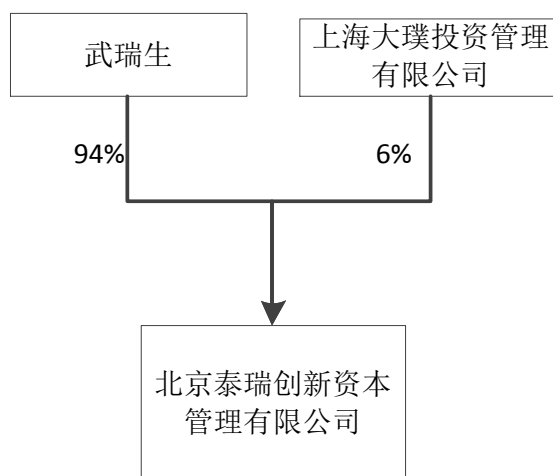 武瑞生
上海大璞投资管理
有限公司
94%
6%
北京泰瑞创新资本
管理有限公司